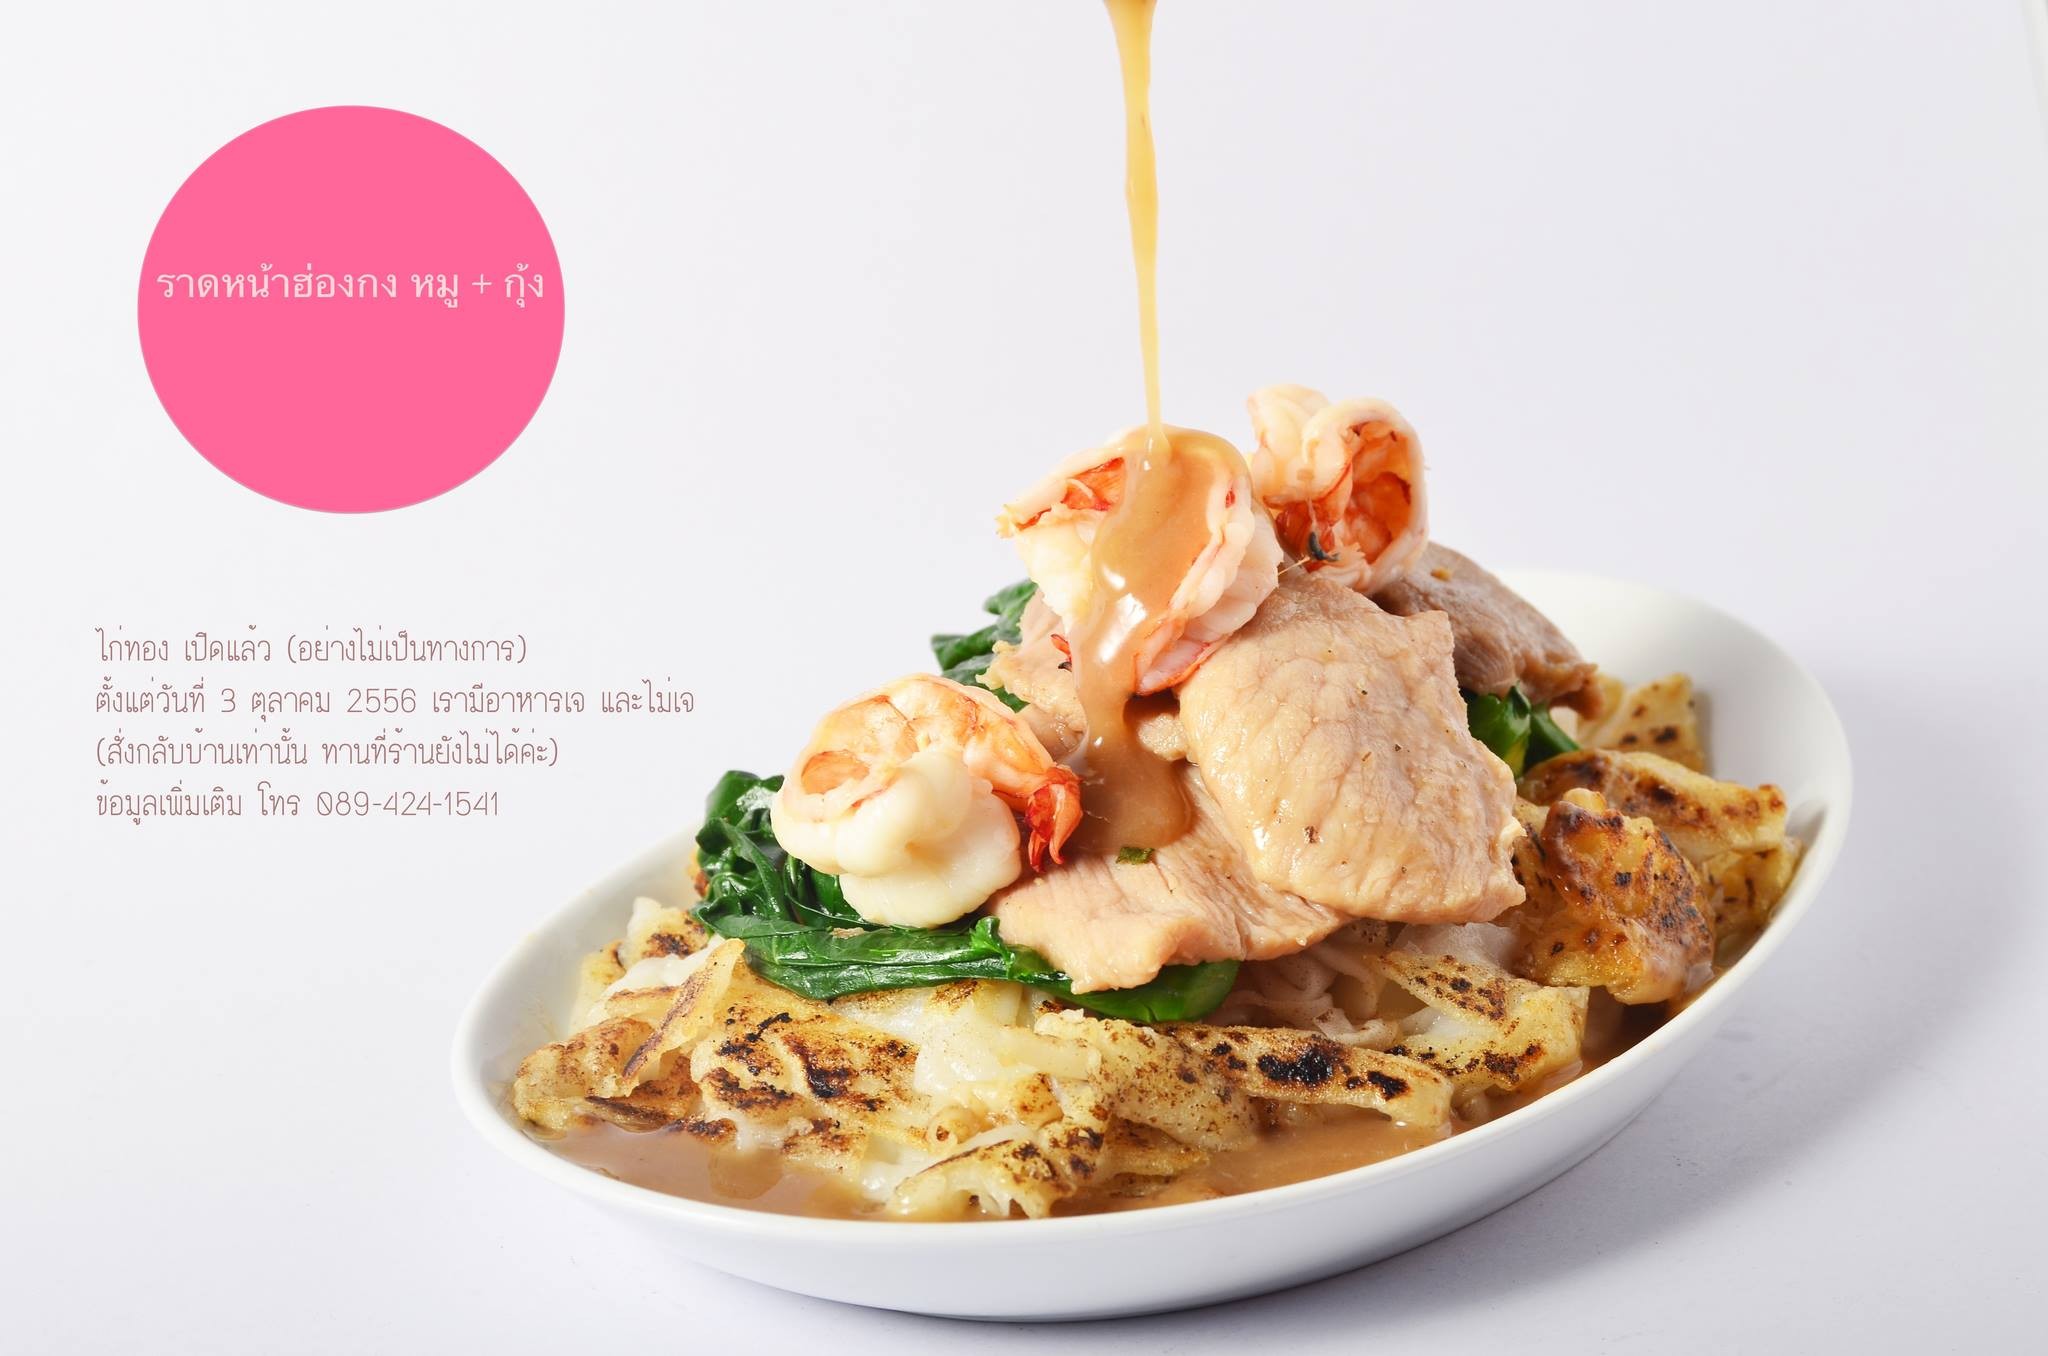 ราดหน้าฮ่องกง หมู + กุ้ง
ไก่ทอง เปิดแล้ว (อย่างไม่เป็นทางการ)
ตั้งแต่วันที่ 3 ตุลาคม 2556 เรามีอาหารเจ และไม่เจ
(สั่งกลับบ้านเท่านั้น ทานที่ร้านยังไม่ได้ค่ะ)
ข้อมูลเพิ่มเติม โทร 089-424-1541